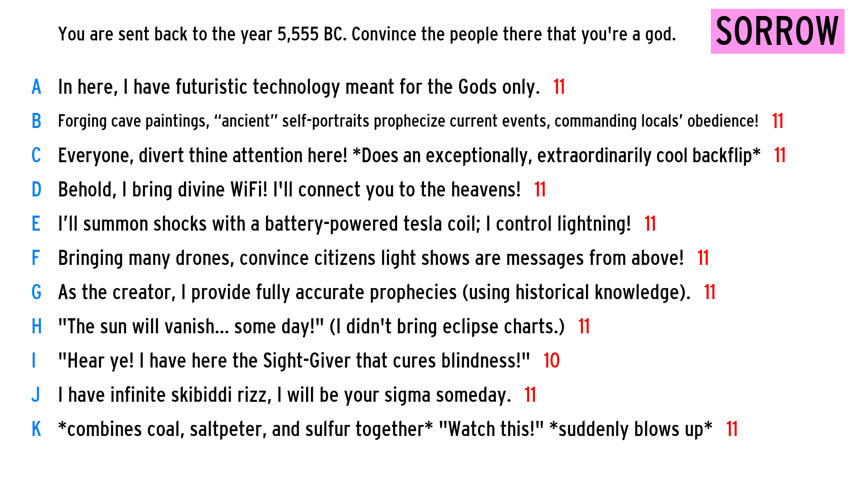 You are sent back to the year 5,555 BC. Convince the people there that you're a god.
SORROW
A In here, I have futuristic technology meant for the Gods only. 11
B Forging cave paintings, “ancient” self-portraits prophecize current events, commanding locals’ obedience! 11
C Everyone, divert thine attention here! *Does an exceptionally, extraordinarily cool backflip* 11
D Behold, I bring divine WiFi! I'll connect you to the heavens! 11
E I’ll summon shocks with a battery-powered tesla coil; I control lightning! 11
F Bringing many drones, convince citizens light shows are messages from above! 11
G As the creator, I provide fully accurate prophecies (using historical knowledge). 11
H "The sun will vanish... some day!" (I didn't bring eclipse charts.) 11
I "Hear ye! I have here the Sight-Giver that cures blindness!" 10
J I have infinite skibiddi rizz, I will be your sigma someday. 11
K *combines coal, saltpeter, and sulfur together* "Watch this!" *suddenly blows up* 11